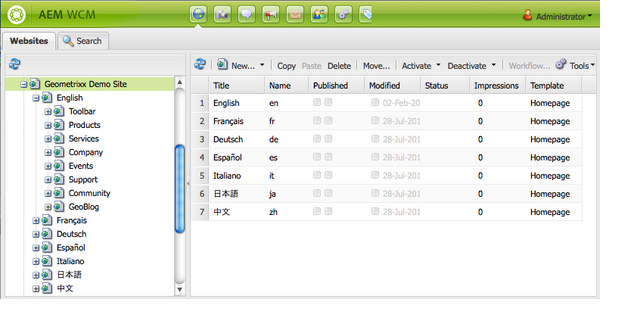 AEM WCM Administrator
Websites Search
New... Copy Paste Delete Move... Activate Deactivate Workflow... Tools
Geometrixx Demo Site
English
Toolbar
Products
Services
Company
Events
Support
Community
GeoBlog
Français
Deutsch
Español
Italiano
日本語
中文
Title Name Published Modified Status Impressions Template
1 English en 02-Feb-20 0 Homepage
2 Français fr 28-Jul-201 0 Homepage
3 Deutsch de 28-Jul-201 0 Homepage
4 Español es 28-Jul-201 0 Homepage
5 Italiano it 28-Jul-201 0 Homepage
6 日本語 ja 28-Jul-201 0 Homepage
7 中文 zh 28-Jul-201 0 Homepage